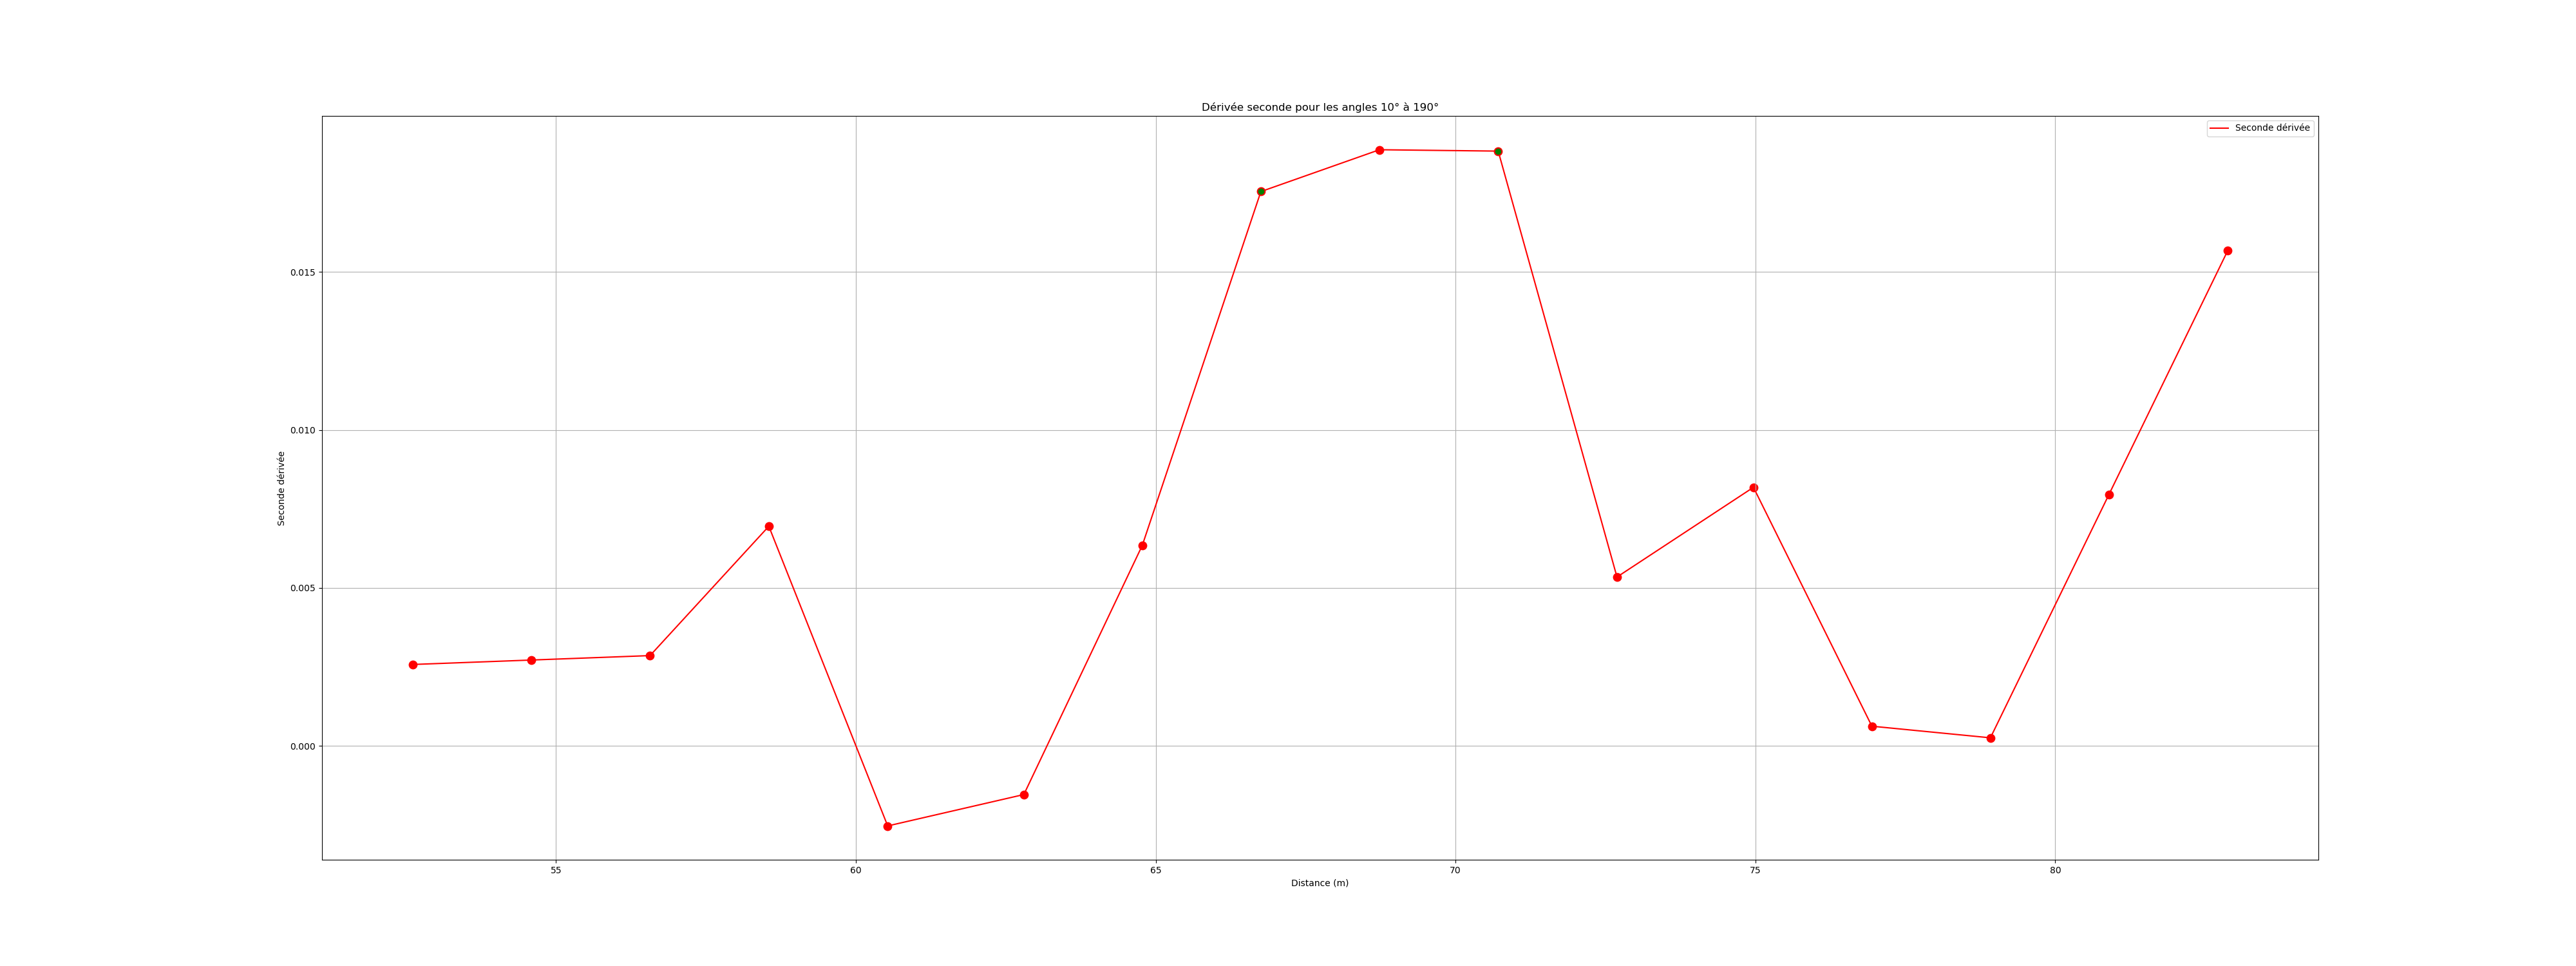 Dérivée seconde pour les angles 10° à 190°
Seconde dérivée
0.015
0.010
0.005
0.000
Seconde dérivée
55 60 65 70 75 80
Distance (m)